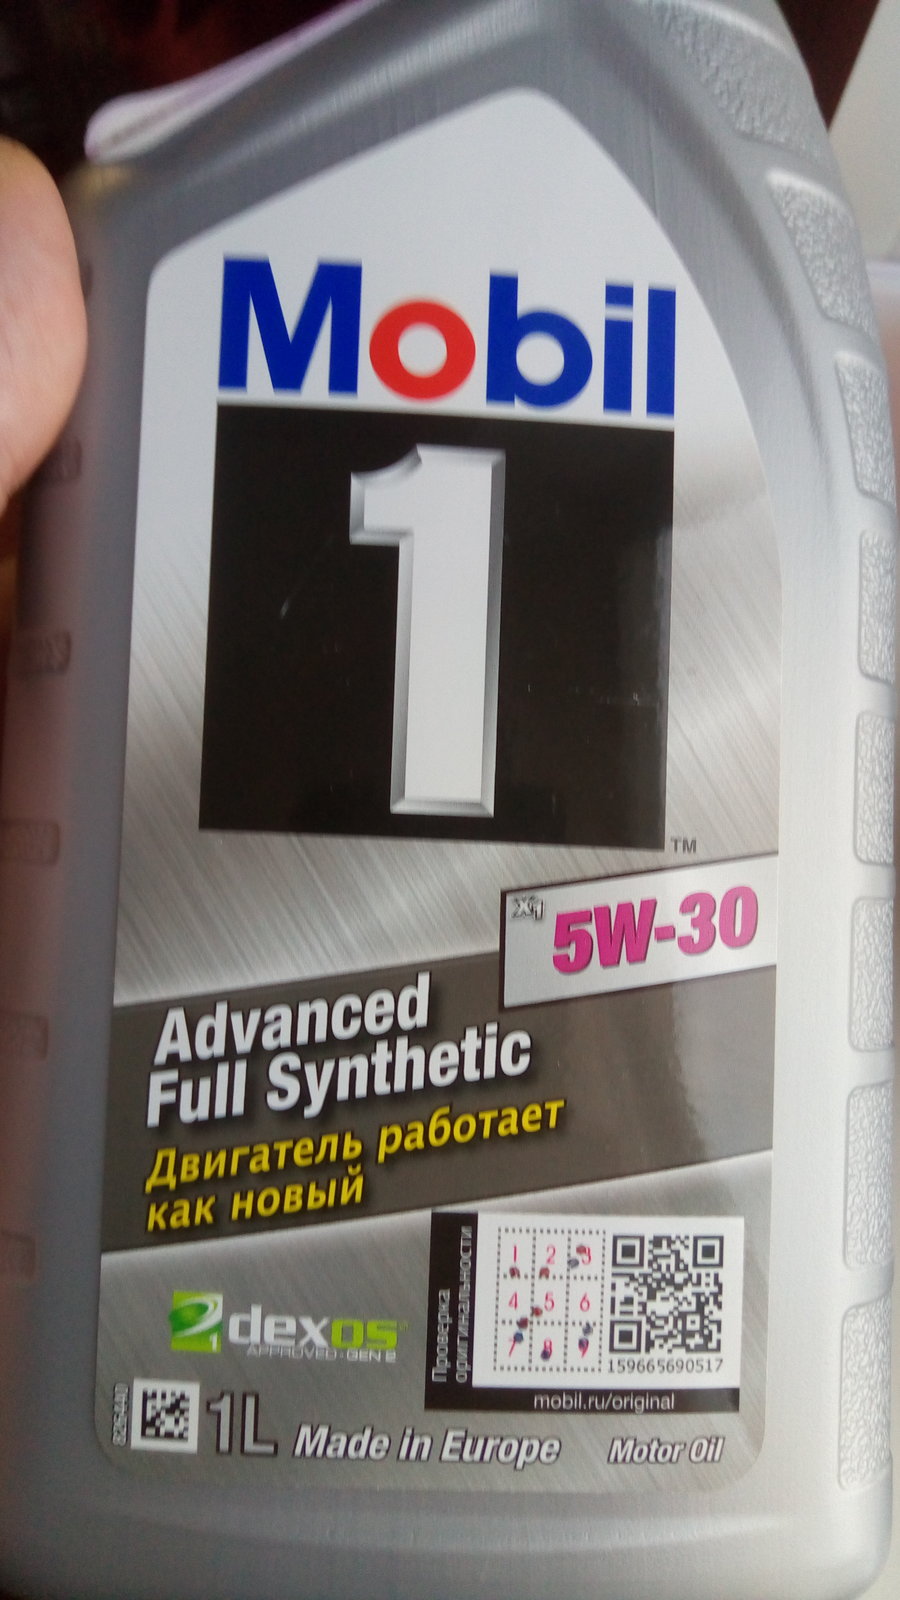 Mobil
1
TM
X1
5W-30
Advanced
Full Synthetic
Двигатель работает
как новый
Проверка
оригинальности
1 2 3
4 5 6
7 8 9
159665690517
mobil.ru/original
dexos
1
APPROVED-GEN 2
1L
Made in Europe
Motor Oil